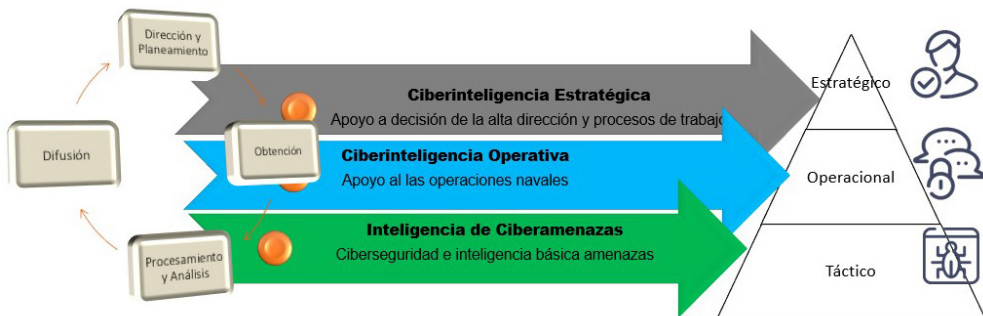 Dirección y
Planeamiento
Obtención
Procesamiento
y Análisis
Difusión
Ciberinteligencia Estratégica
Apoyo a decisión de la alta dirección y procesos de trabajo
Ciberinteligencia Operativa
Apoyo al las operaciones navales
Inteligencia de Ciberamenazas
Ciberseguridad e inteligencia básica amenazas
Estratégico
Operacional
Táctico